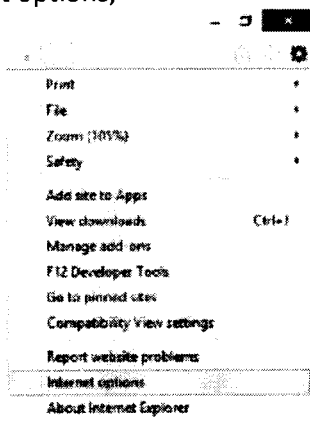 t options,
Print
File
Zoom (105%)
Safety
Add site to Apps
View downloads Ctrl+J
Manage add-ons
F12 Developer Tools
Go to pinned sites
Compatibility View settings
Report website problems
Internet options
About Internet Explorer